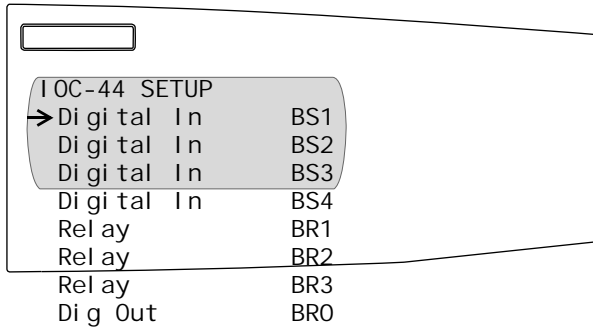 IOC-44 SETUP
Digital In BS1
Digital In BS2
Digital In BS3
Digital In BS4
Relay BR1
Relay BR2
Relay BR3
Dig Out BR0